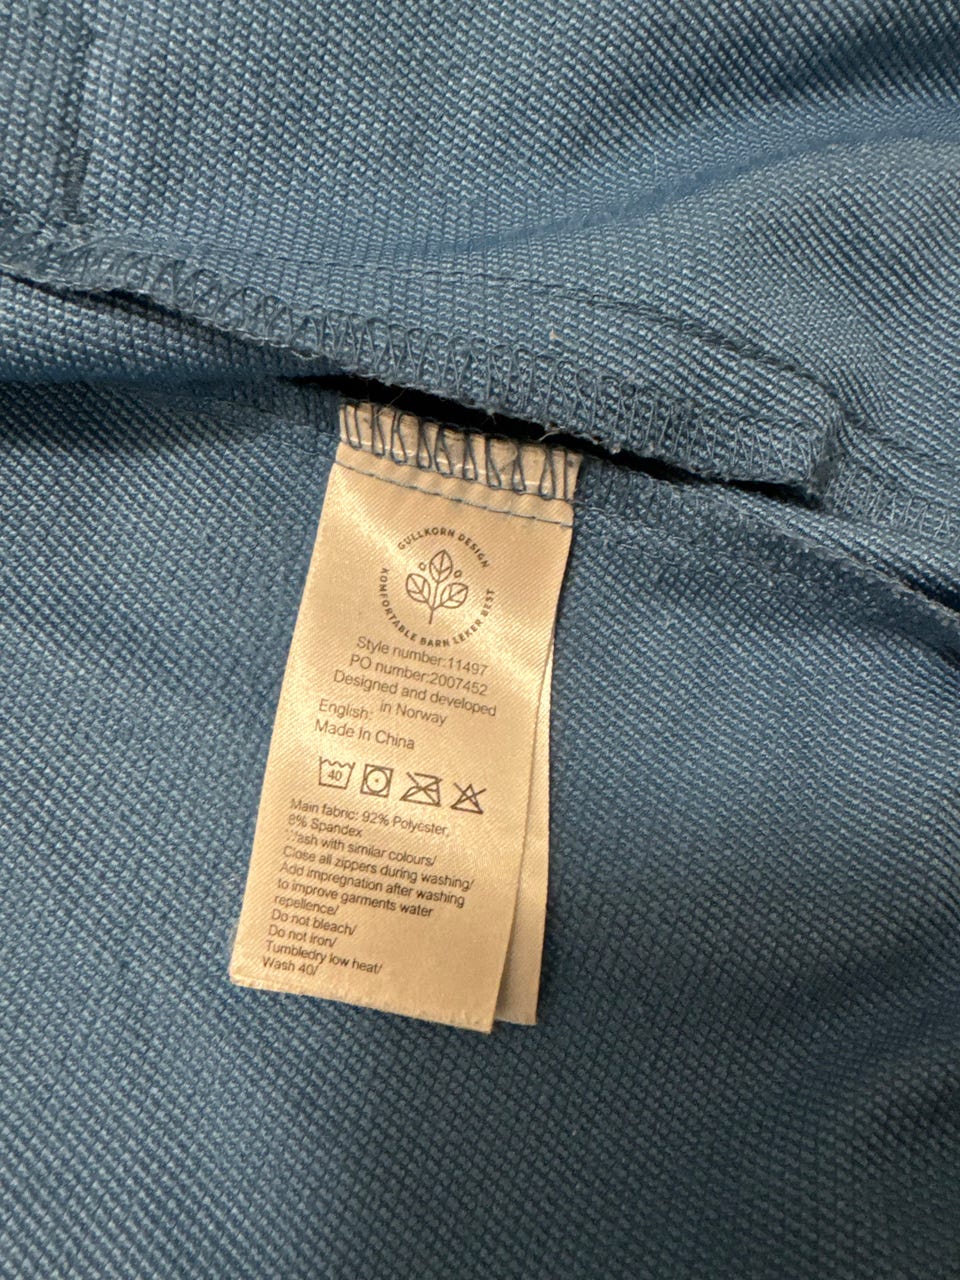 GULLKORN DESIGN
KOMFORTABLE BARN LEKER BEST
Style number:11497
PO number:2007452
Designed and developed
in Norway
English:
Made In China
40
Main fabric: 92% Polyester,
8% Spandex
Wash with similar colours/
Close all zippers during washing/
Add impregnation after washing
to improve garments water
repellence/
Do not bleach/
Do not iron/
Tumbledry low heat/
Wash 40/